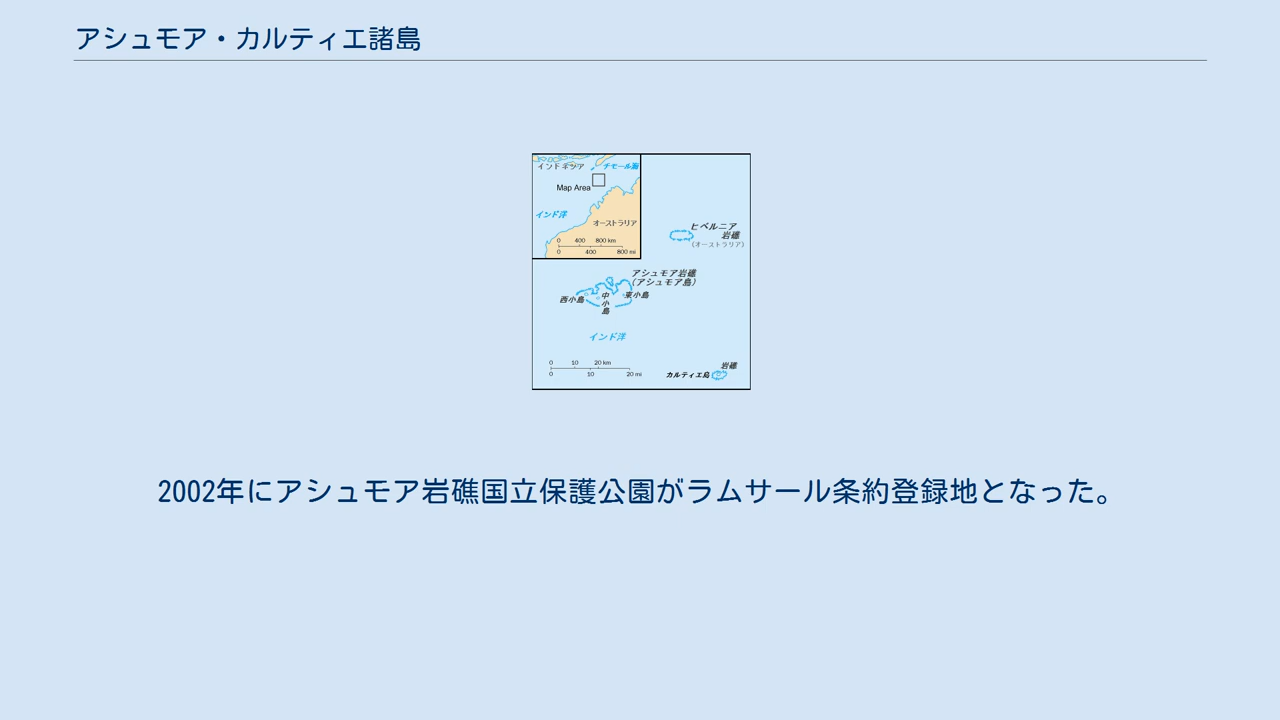 アシュモア・カルティエ諸島
インドネシア
チモール海
Map Area
インド洋
オーストラリア
0 400 800 km
0 400 800 mi
ヒベルニア
岩礁
(オーストラリア)
アシュモア岩礁
(アシュモア島)
西小島
中小島
東小島
インド洋
0 10 20 km
0 10 20 mi
岩礁
カルティエ島
2002年にアシュモア岩礁国立保護公園がラムサール条約登録地となった。